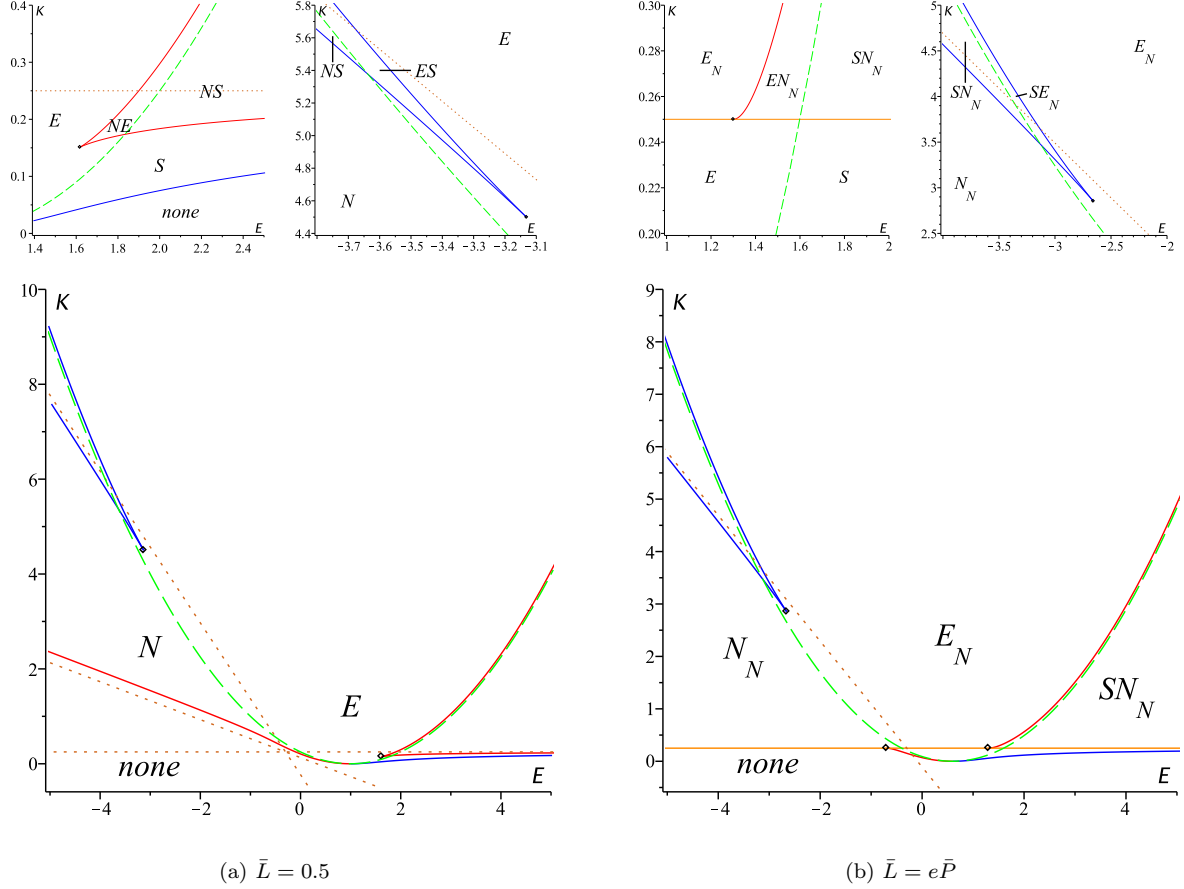 K
0.4
0.3
0.2
0.1
0
E
NS
NE
S
none
E
1.4
1.6
1.8
2.0
2.2
2.4
K
5.8
5.6
5.4
5.2
5.0
4.8
4.6
4.4
E
NS
ES
N
E
−3.7
−3.6
−3.5
−3.4
−3.3
−3.2
−3.1
K
0.30
0.28
0.26
0.24
0.22
0.20
E_N
EN_N
SN_N
E
S
E
1
1.2
1.4
1.6
1.8
2
K
5
4.5
4
3.5
3
2.5
E_N
SN_N
SE_N
N_N
E
−3.5
−3
−2.5
−2
K
10
8
6
4
2
0
N
E
none
E
−4
−2
0
2
4
K
9
8
7
6
5
4
3
2
1
0
N_N
E_N
SN_N
none
E
−4
−2
0
2
4
(a) L̄ = 0.5
(b) L̄ = eP̄